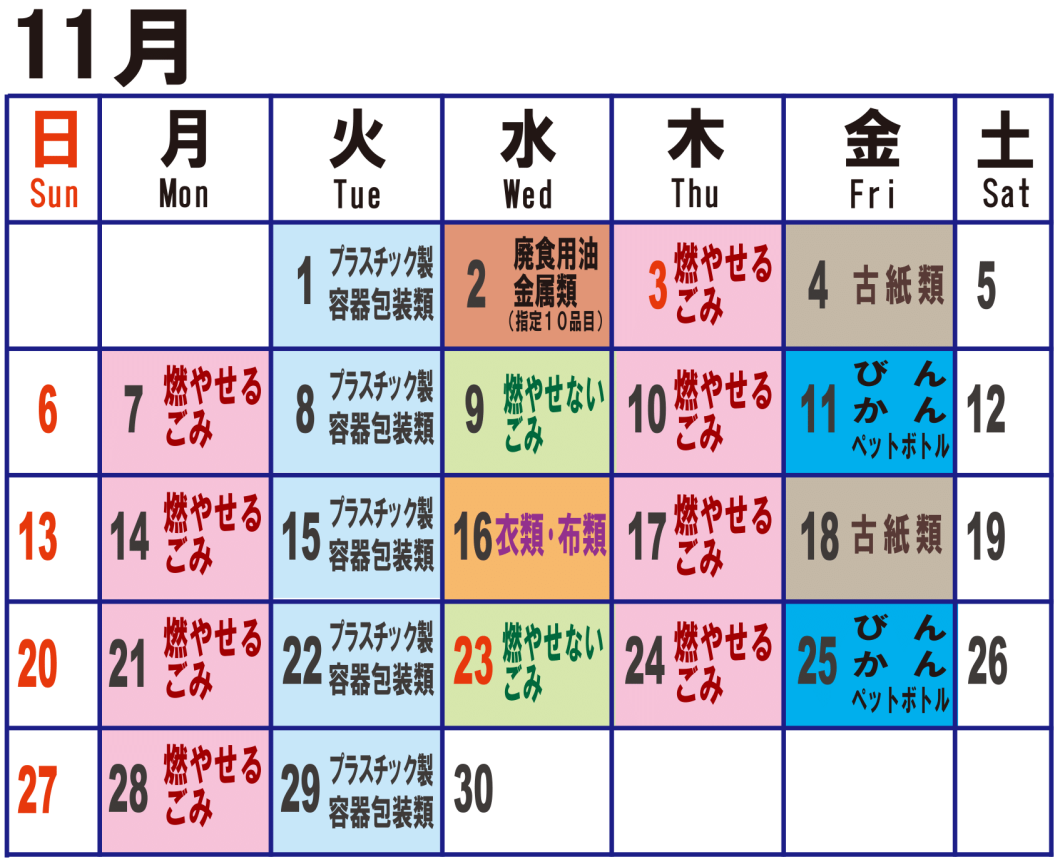 11月
日 月 火 水 木 金 土
Sun Mon Tue Wed Thu Fri Sat
1 プラスチック製
容器包装類
2 廃食用油
金属類
(指定10品目)
3 燃やせる
ごみ
4 古紙類
5
6
7 燃やせる
ごみ
8 プラスチック製
容器包装類
9 燃やせない
ごみ
10 燃やせる
ごみ
11 びん
かん
ペットボトル
12
13
14 燃やせる
ごみ
15 プラスチック製
容器包装類
16 衣類・布類
17 燃やせる
ごみ
18 古紙類
19
20
21 燃やせる
ごみ
22 プラスチック製
容器包装類
23 燃やせない
ごみ
24 燃やせる
ごみ
25 びん
かん
ペットボトル
26
27
28 燃やせる
ごみ
29 プラスチック製
容器包装類
30